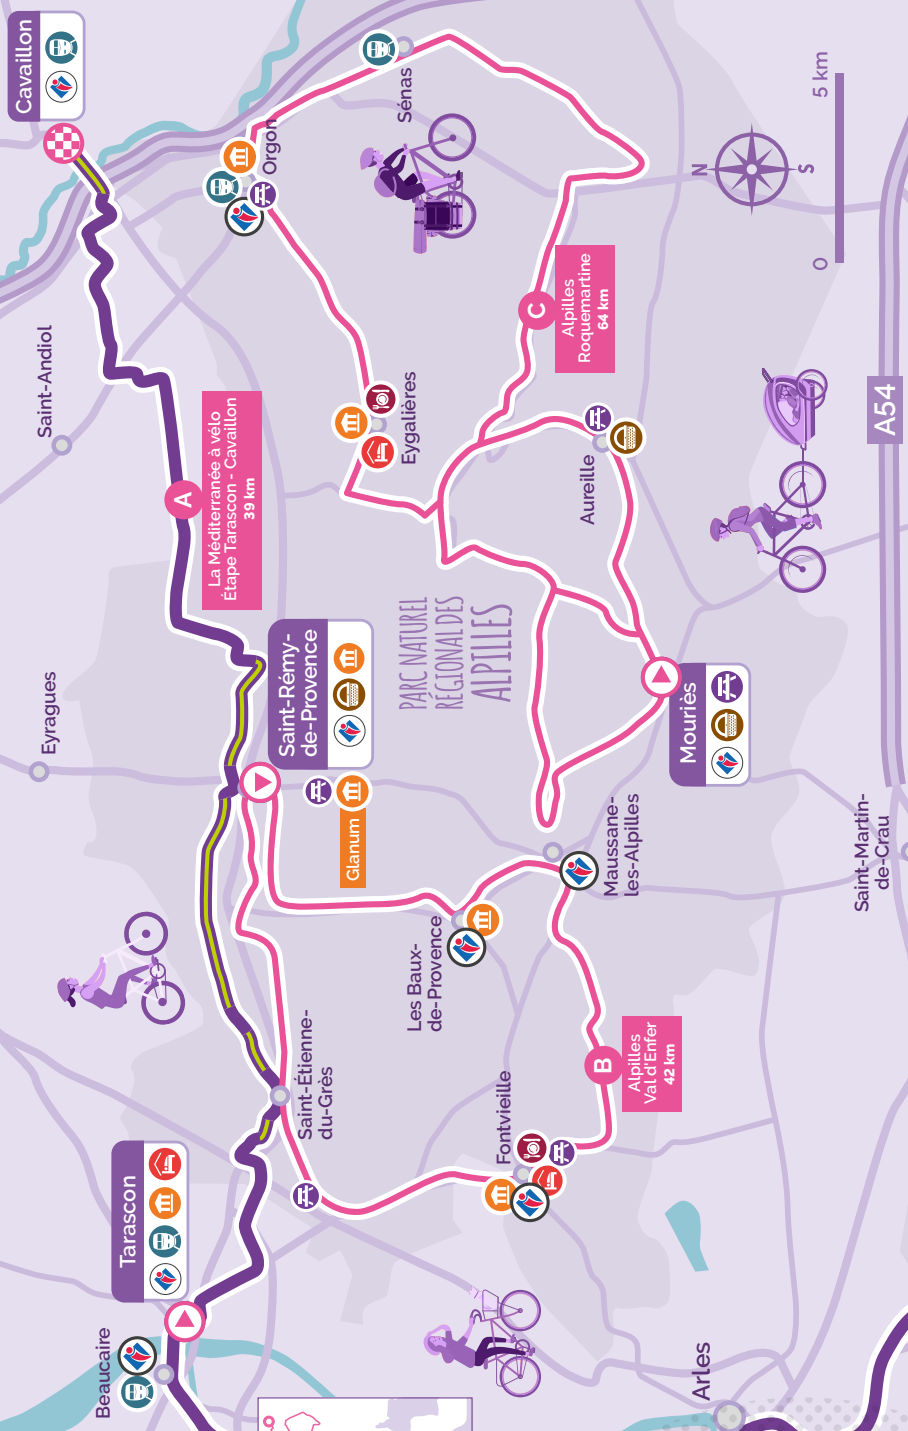 Beaucaire
Tarascon
Eyragues
Saint-Andiol
Cavaillon
A
La Méditerranée à vélo
Étape Tarascon - Cavaillon
39 km
Saint-Étienne-
du-Grès
Saint-Rémy-
de-Provence
Glanum
Orgon
Sénas
Eygalières
Les Baux-
de-Provence
PARC NATUREL
RÉGIONAL DES
ALPILLES
Fontvieille
B
Alpilles
Val d'Enfer
42 km
Maussane-
les-Alpilles
Mouriès
Aureille
C
Alpilles
Roquemartine
64 km
N
S
0
5 km
Arles
Saint-Martin-
de-Crau
A54